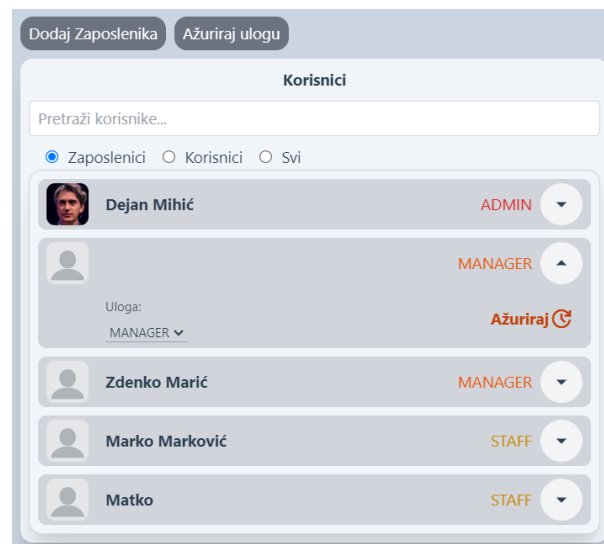 Dodaj Zaposlenika Ažuriraj ulogu
Korisnici
Pretraži korisnike...
Zaposlenici Korisnici Svi
Dejan Mihić ADMIN
MANAGER
Uloga:
MANAGER
Ažuriraj
Zdenko Marić MANAGER
Marko Marković STAFF
Matko STAFF